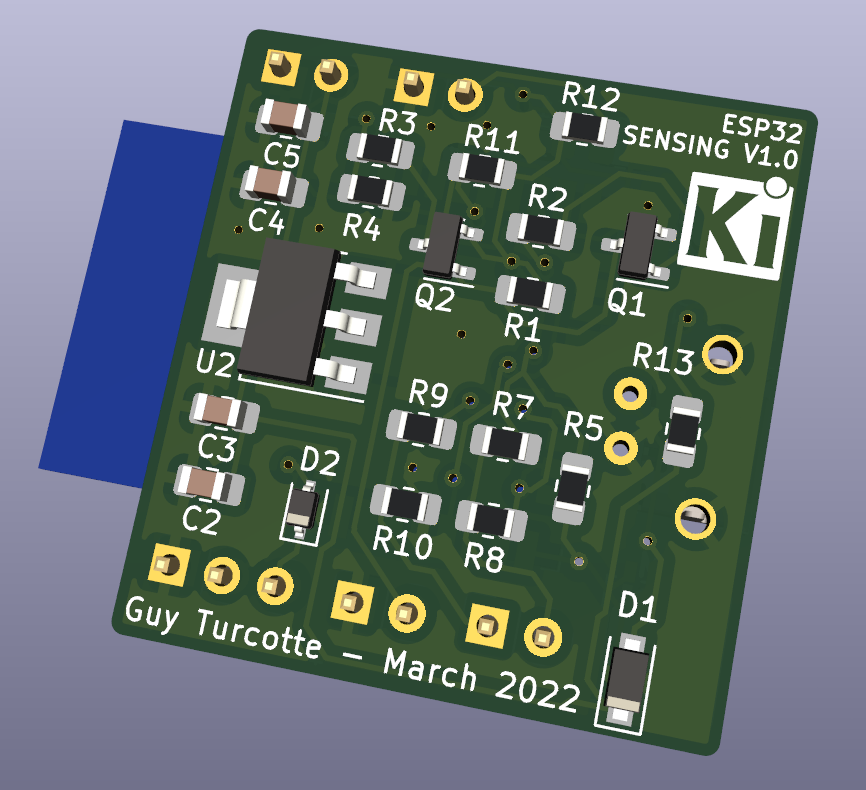 R12
ESP32
SENSING V1.0
R3
R11
C5
R2
C4
R4
Ki
Q2
Q1
R1
U2
R13
R9
R7
R5
C3
D2
C2
R10
R8
D1
Guy Turcotte - March 2022